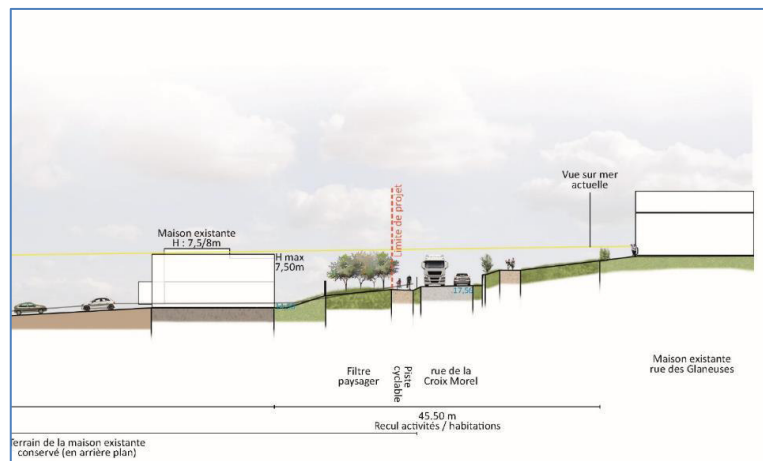 Vue sur mer
actuelle
Limite de projet
Maison existante
H : 7,5/8m
H max
7,50m
17,56
Filtre
paysager
Piste
cyclable
rue de la
Croix Morel
Maison existante
rue des Glaneuses
45.50 m
Recul activités / habitations
Terrain de la maison existante
conservé (en arrière plan)